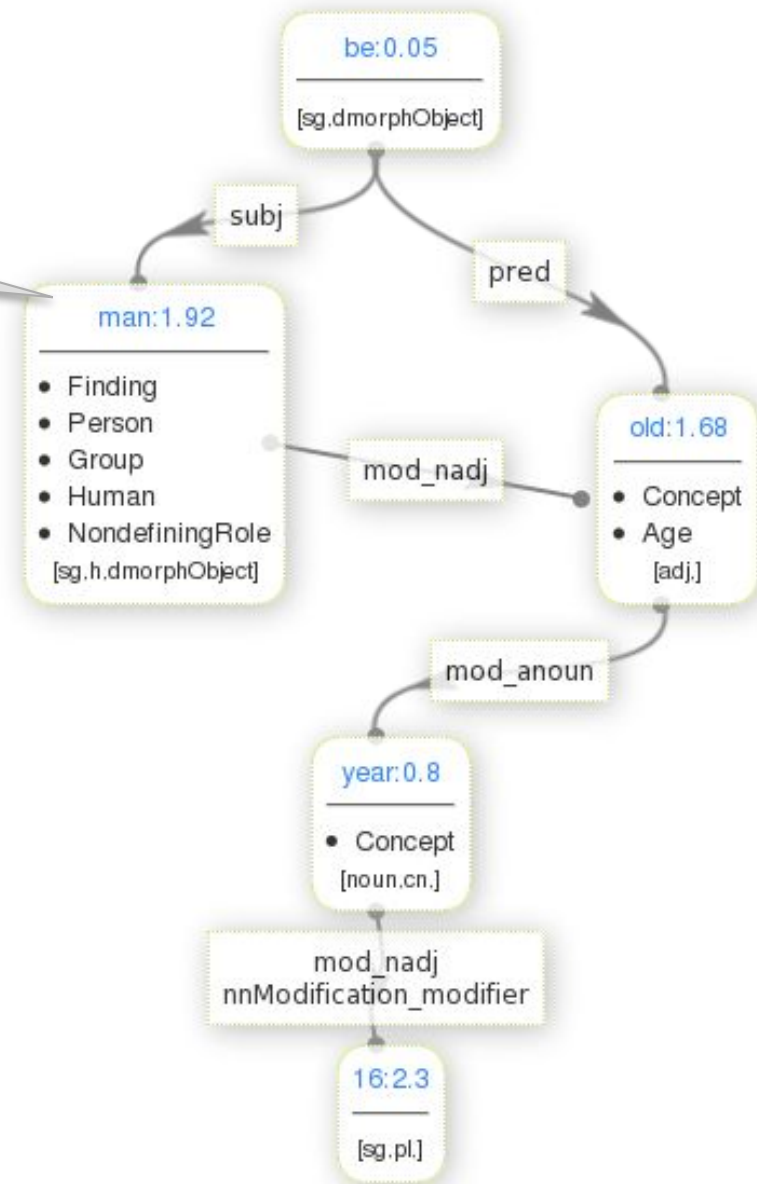 be:0.05
[sg,dmorphObject]
subj
pred
man:1.92
• Finding
• Person
• Group
• Human
• NondefiningRole
[sg,h,dmorphObject]
mod_nadj
old:1.68
• Concept
• Age
[adj,]
mod_anoun
year:0.8
• Concept
[noun,cn,]
mod_nadj
nnModification_modifier
16:2.3
[sg,pl,]